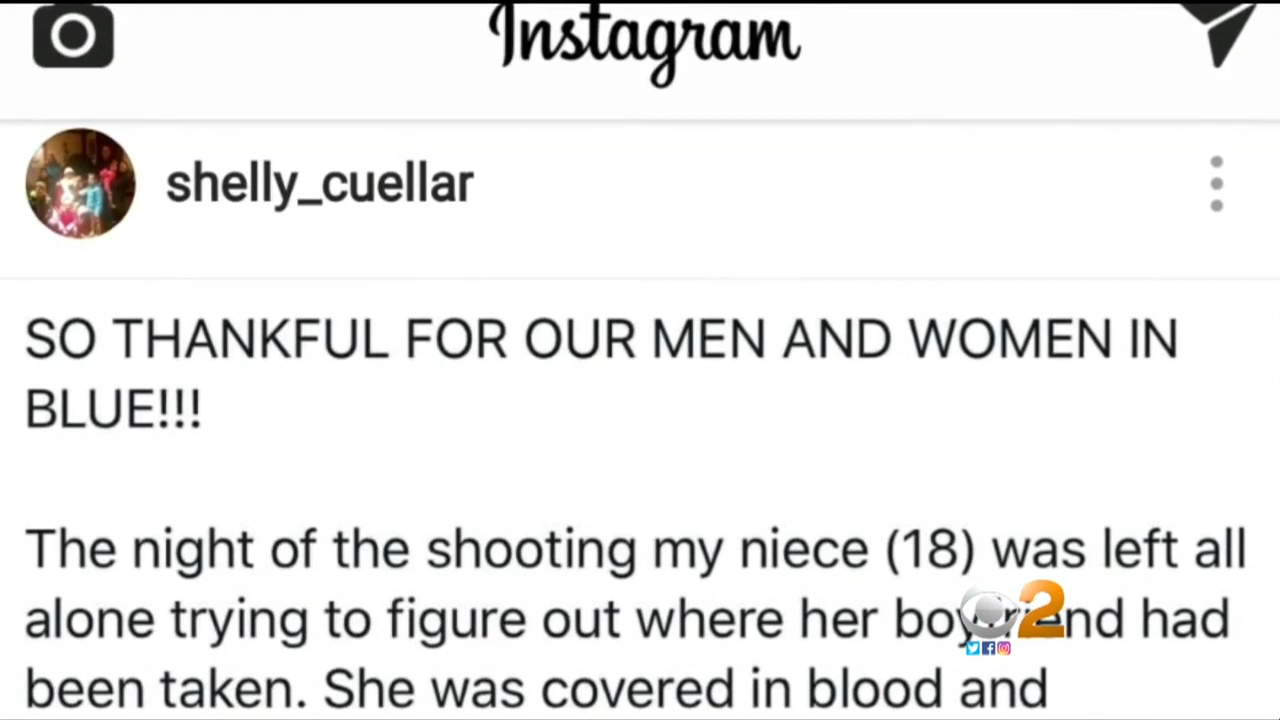 Instagram
shelly_cuellar
SO THANKFUL FOR OUR MEN AND WOMEN IN
BLUE!!!
The night of the shooting my niece (18) was left all
alone trying to figure out where her boyfriend had
been taken. She was covered in blood and
2